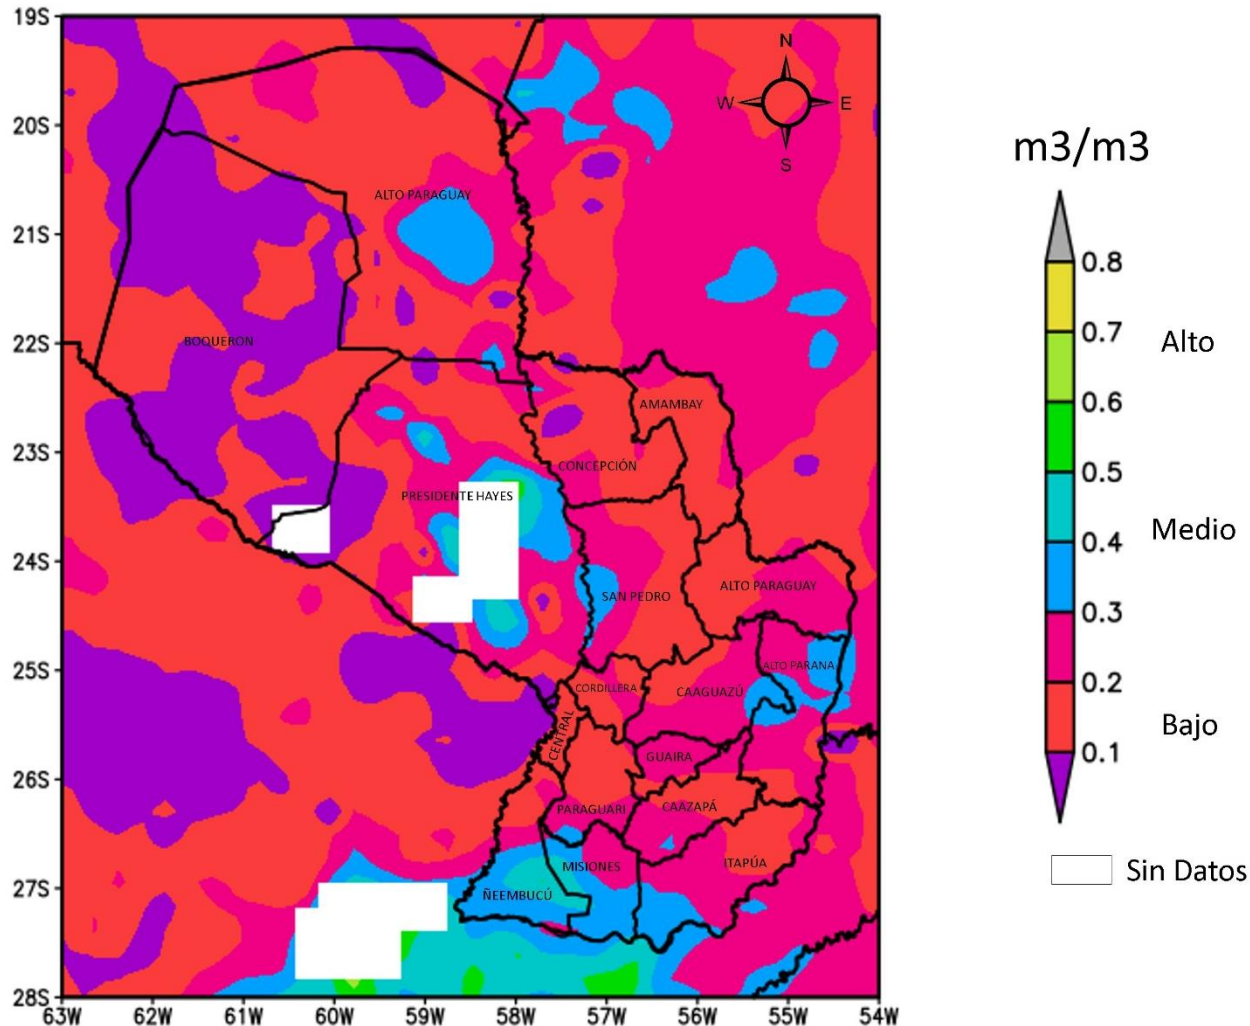 19S
20S
21S
22S
23S
24S
25S
26S
27S
28S
63W
62W
61W
60W
59W
58W
57W
56W
55W
54W
N
W
E
S
ALTO PARAGUAY
BOQUERON
AMAMBAY
CONCEPCIÓN
PRESIDENTE HAYES
SAN PEDRO
ALTO PARAGUAY
ALTO PARANA
CORDILLERA
CAAGUAZÚ
CENTRAL
GUAIRA
PARAGUARI
CAAZAPÁ
MISIONES
ITAPÚA
ÑEEMBUCÚ
m3/m3
0.8
0.7
Alto
0.6
0.5
Medio
0.4
0.3
0.2
Bajo
0.1
Sin Datos